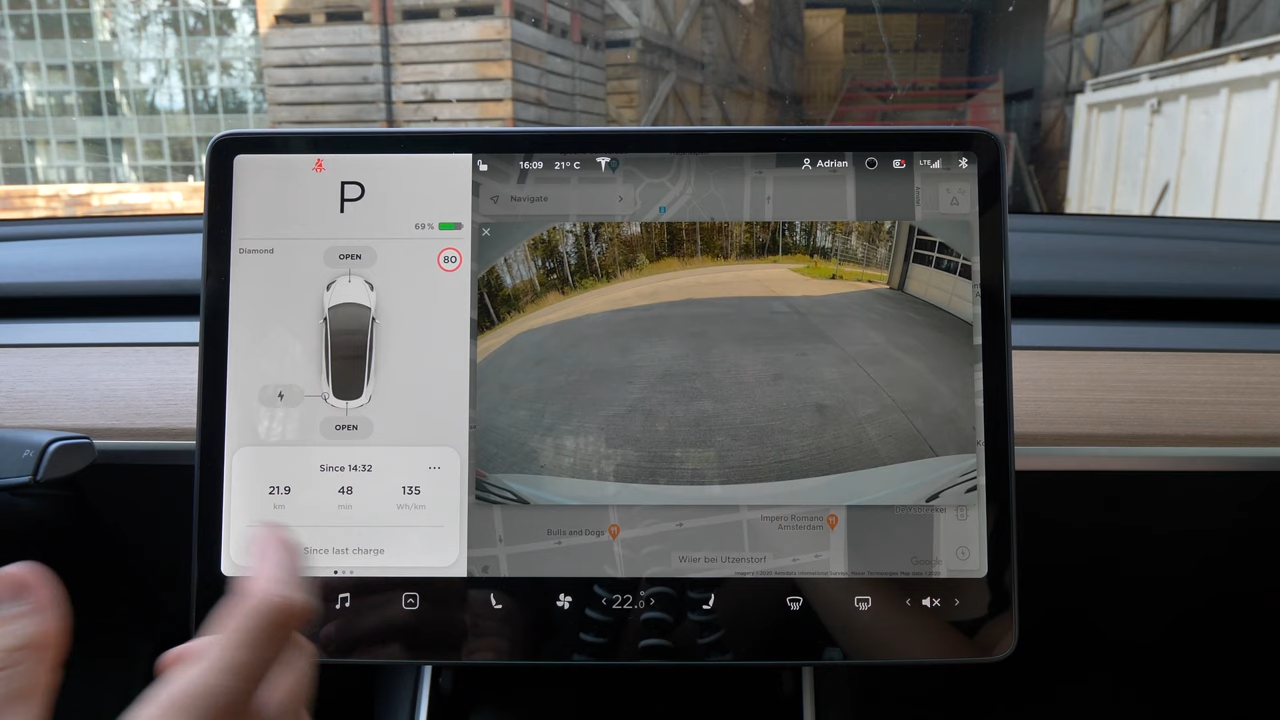 P
69 %
Diamond
OPEN
80
OPEN
Since 14:32
21.9
48
135
km
min
Wh/km
Since last charge
16:09
21° C
Adrian
LTE
Navigate
Bulls and Dogs
Impero Romano
Amsterdam
Wiler bei Utzenstorf
Google
22.0